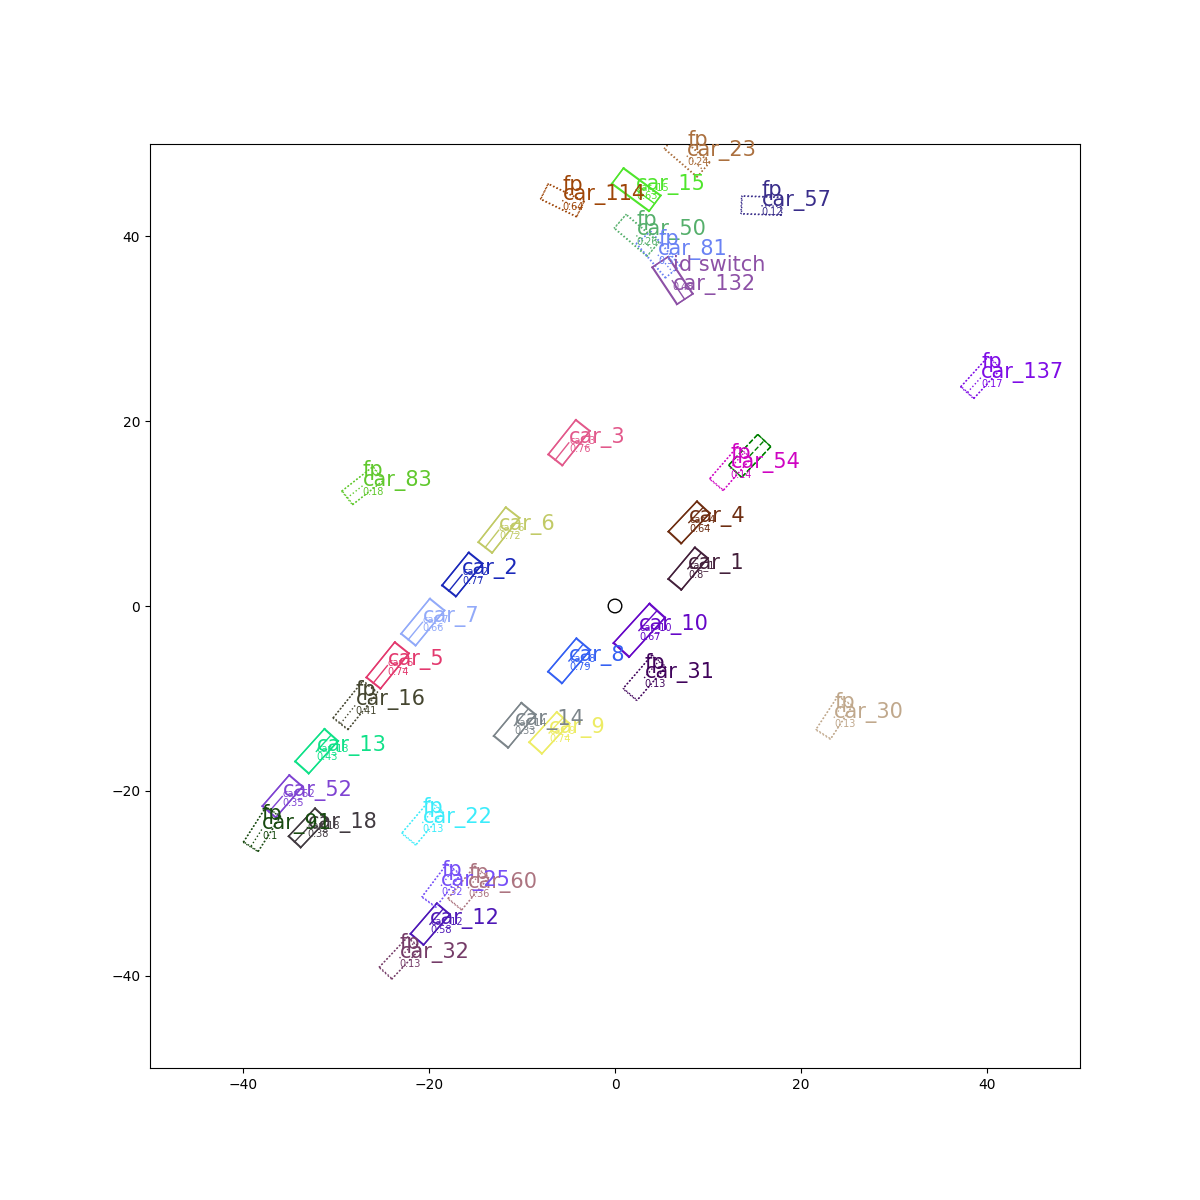 fp
car_23
0.24
fp
car_114
0.64
car_15
fp
car_57
0.12
fp
car_50
0.26
fp
car_81
id switch
car_132
fp
car_137
0.17
car_3
0.76
fp
car_54
0.14
fp
car_83
0.18
car_6
0.72
car_4
0.64
car_2
0.77
car_1
0.8
car_7
0.66
car_10
0.67
car_5
0.74
car_8
0.79
fp
car_31
0.13
fp
car_16
0.41
fp
car_30
0.13
car_14
0.33
car_9
0.74
car_13
0.43
car_52
0.35
fp
0.1
car_18
0.38
fp
car_22
0.13
fp
car_25
0.32
fp
car_60
0.36
car_12
0.58
fp
car_32
0.13
40
20
0
−20
−40
−40
−20
0
20
40